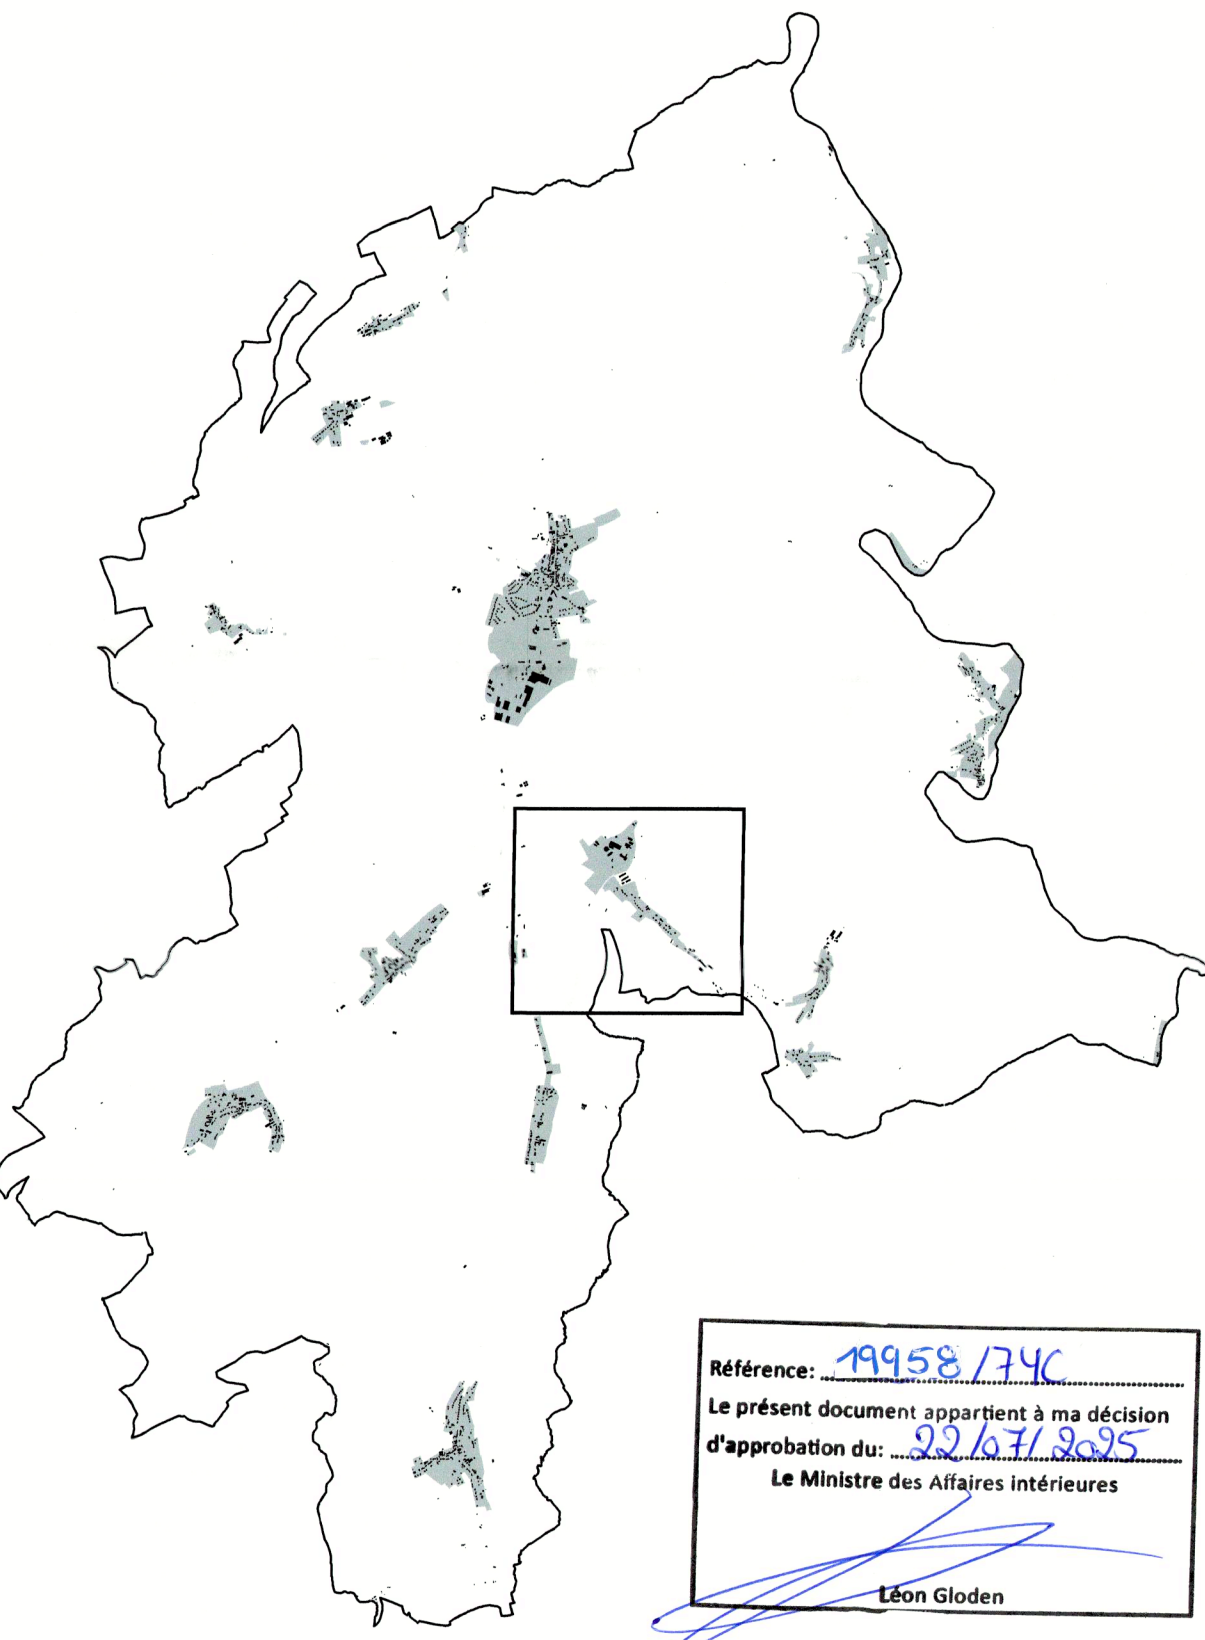 Référence: 19958/74C
Le présent document appartient à ma décision
d'approbation du: 22/07/2025
Le Ministre des Affaires intérieures
Léon Gloden